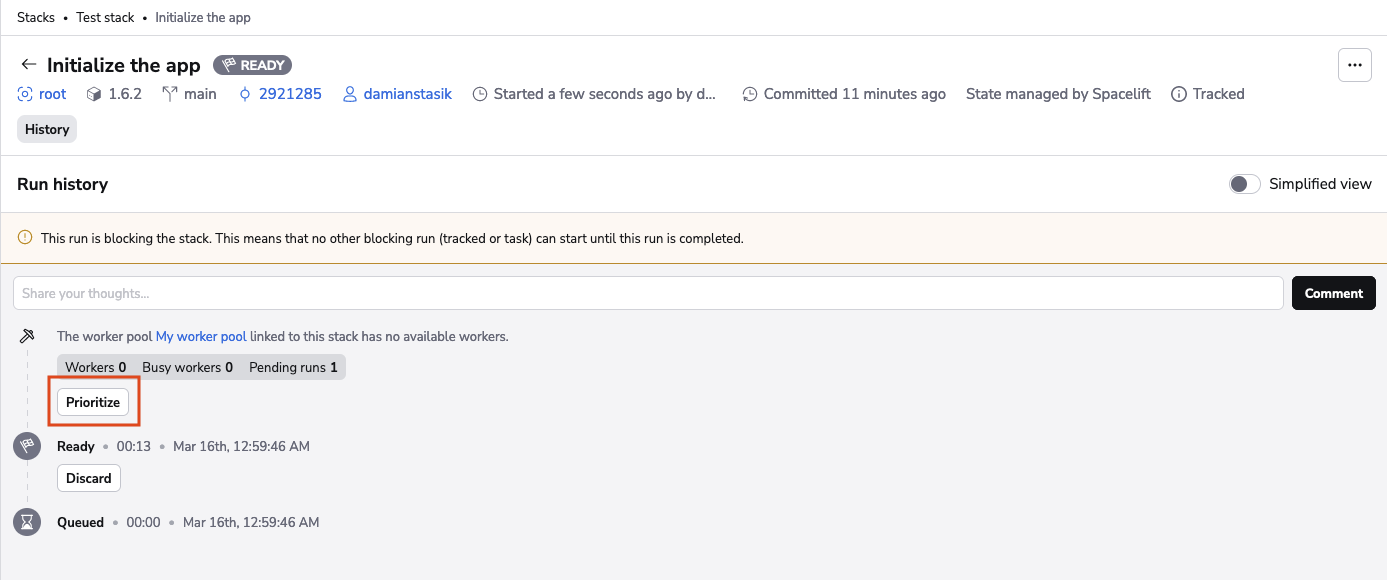 Stacks • Test stack • Initialize the app
← Initialize the app READY
...
root 1.6.2 main 2921285 damianstasik Started a few seconds ago by d... Committed 11 minutes ago State managed by Spacelift Tracked
History
Run history Simplified view
This run is blocking the stack. This means that no other blocking run (tracked or task) can start until this run is completed.
Share your thoughts... Comment
The worker pool My worker pool linked to this stack has no available workers.
Workers 0 Busy workers 0 Pending runs 1
Prioritize
Ready • 00:13 • Mar 16th, 12:59:46 AM
Discard
Queued • 00:00 • Mar 16th, 12:59:46 AM